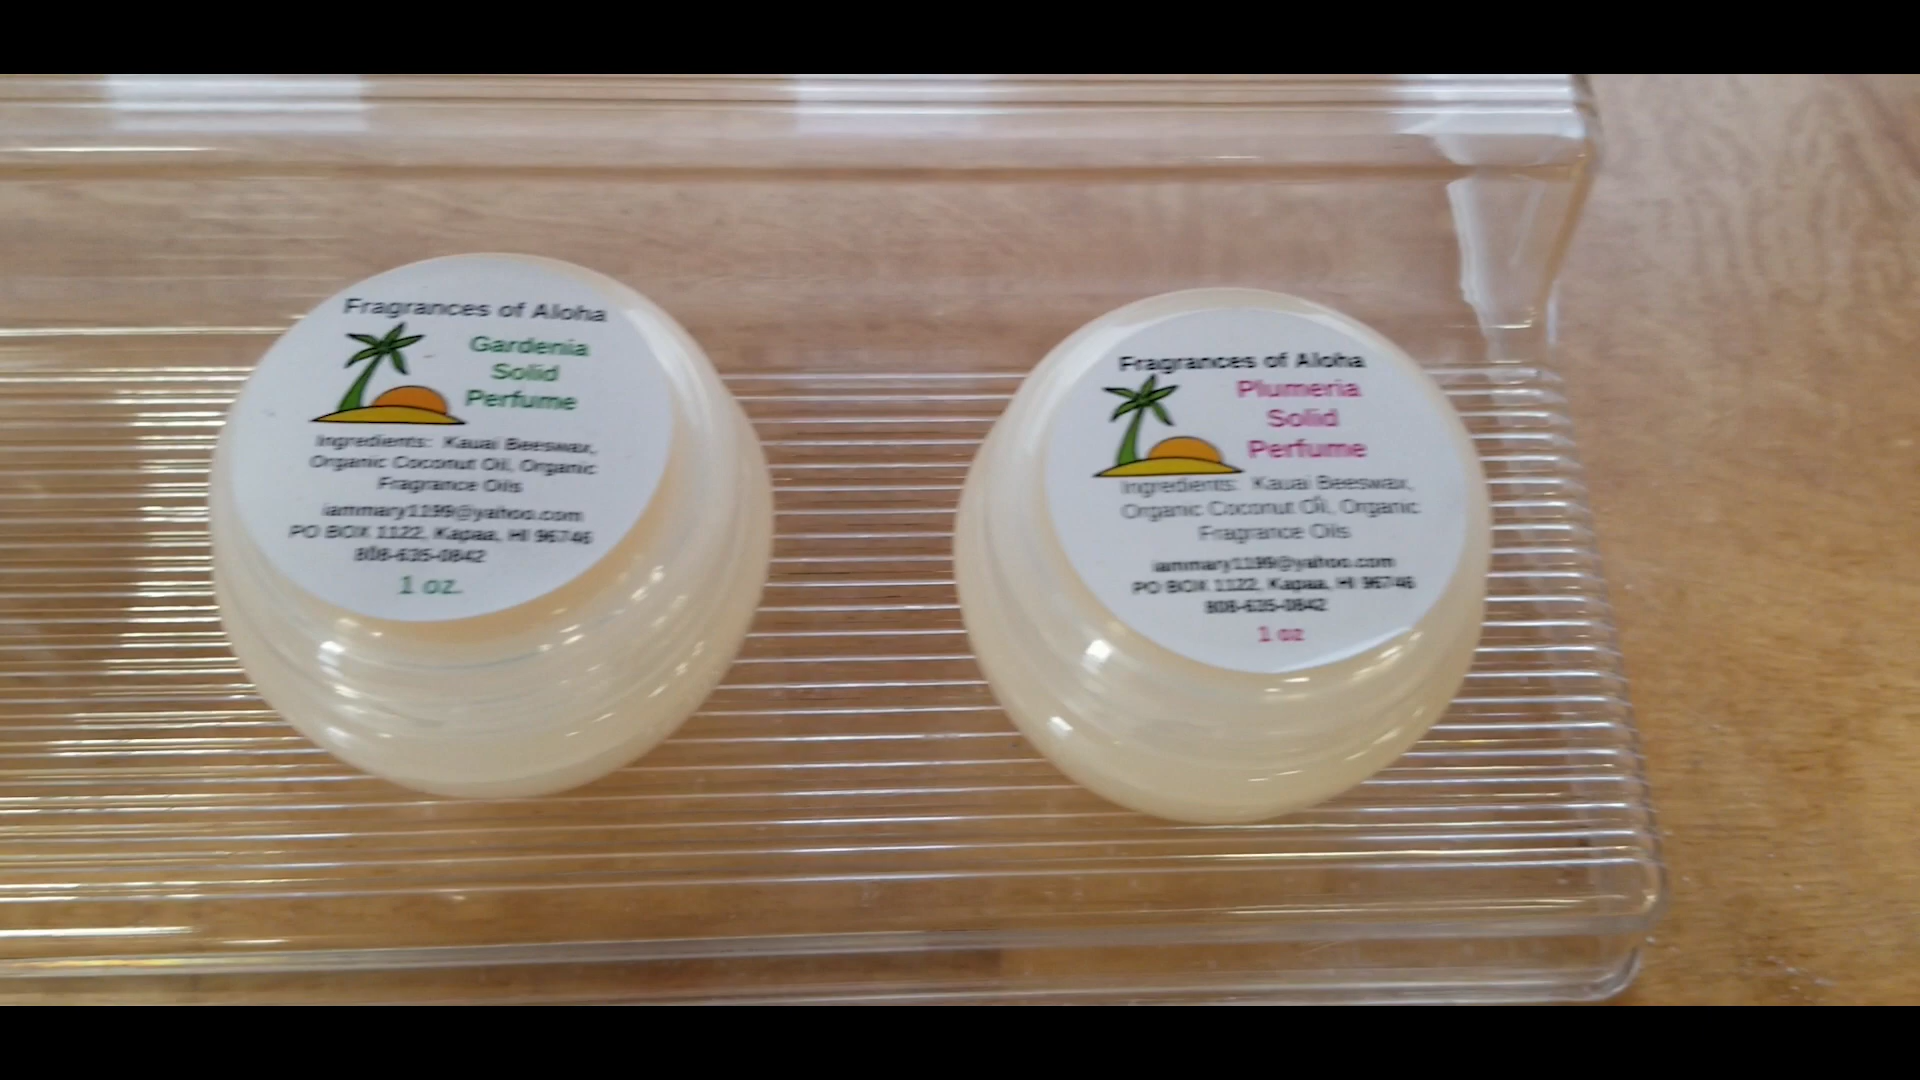 Fragrances of Aloha
Gardenia
Solid
Perfume
Ingredients: Kauai Beeswax,
Organic Coconut Oil, Organic
Fragrance Oils
iammary1199@yahoo.com
PO BOX 1122, Kapaa, HI 96746
808-635-0842
1 oz.
Fragrances of Aloha
Plumeria
Solid
Perfume
Ingredients: Kauai Beeswax,
Organic Coconut Oil, Organic
Fragrance Oils
iammary1199@yahoo.com
PO BOX 1122, Kapaa, HI 96746
808-635-0842
1 oz